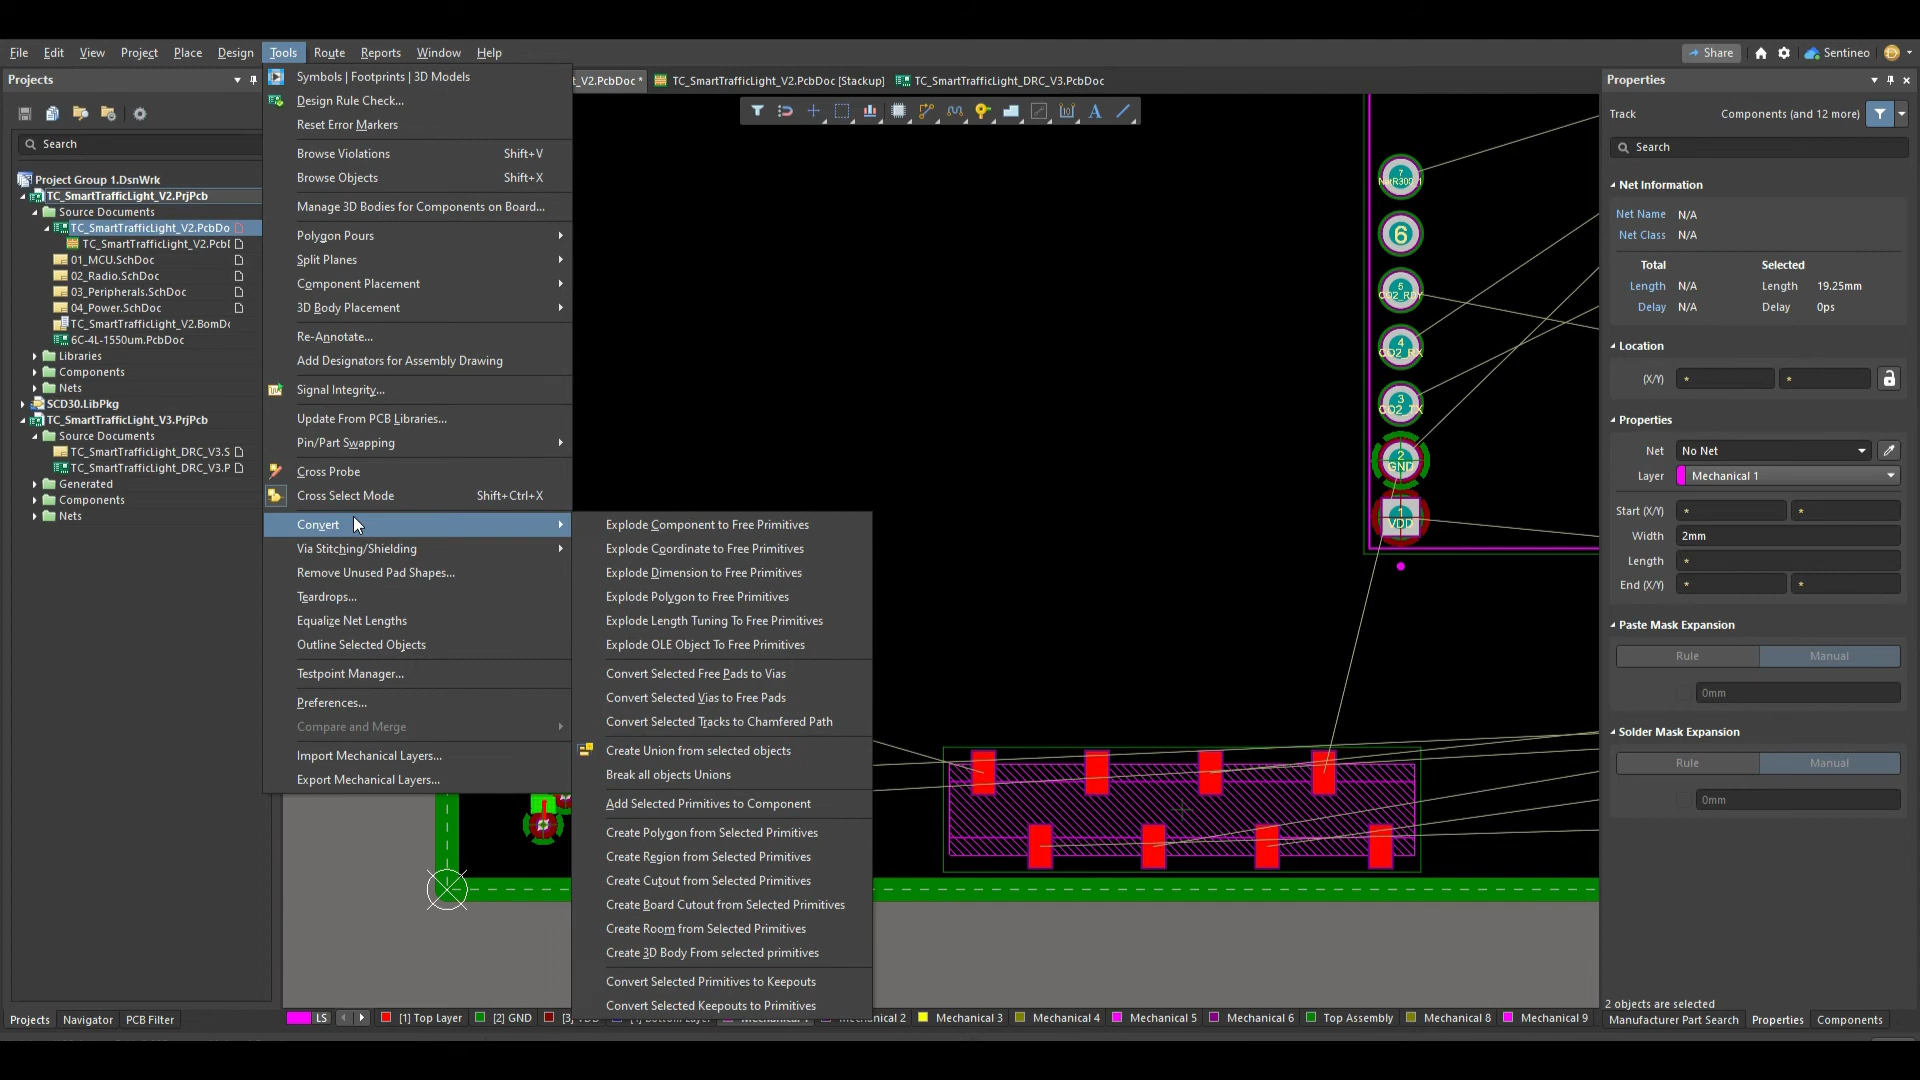 File Edit View Project Place Design Tools Route Reports Window Help
Share Sentineo
Projects
Search
Project Group 1.DsnWrk
TC_SmartTrafficLight_V2.PrjPcb
Source Documents
TC_SmartTrafficLight_V2.PcbDo
TC_SmartTrafficLight_V2.Pcbl
01_MCU.SchDoc
02_Radio.SchDoc
03_Peripherals.SchDoc
04_Power.SchDoc
TC_SmartTrafficLight_V2.BomDo
6C-4L-1550um.PcbDoc
Libraries
Components
Nets
SCD30.LibPkg
TC_SmartTrafficLight_V3.PrjPcb
Source Documents
TC_SmartTrafficLight_DRC_V3.S
TC_SmartTrafficLight_DRC_V3.P
Generated
Components
Nets
Projects Navigator PCB Filter
Symbols | Footprints | 3D Models
Design Rule Check...
Reset Error Markers
Browse Violations Shift+V
Browse Objects Shift+X
Manage 3D Bodies for Components on Board...
Polygon Pours
Split Planes
Component Placement
3D Body Placement
Re-Annotate...
Add Designators for Assembly Drawing
Signal Integrity...
Update From PCB Libraries...
Pin/Part Swapping
Cross Probe
Cross Select Mode Shift+Ctrl+X
Convert
Via Stitching/Shielding
Remove Unused Pad Shapes...
Teardrops...
Equalize Net Lengths
Outline Selected Objects
Testpoint Manager...
Preferences...
Compare and Merge
Import Mechanical Layers...
Export Mechanical Layers...
Explode Component to Free Primitives
Explode Coordinate to Free Primitives
Explode Dimension to Free Primitives
Explode Polygon to Free Primitives
Explode Length Tuning To Free Primitives
Explode OLE Object To Free Primitives
Convert Selected Free Pads to Vias
Convert Selected Vias to Free Pads
Convert Selected Tracks to Chamfered Path
Create Union from selected objects
Break all objects Unions
Add Selected Primitives to Component
Create Polygon from Selected Primitives
Create Region from Selected Primitives
Create Cutout from Selected Primitives
Create Board Cutout from Selected Primitives
Create Room from Selected Primitives
Create 3D Body From selected primitives
Convert Selected Primitives to Keepouts
Convert Selected Keepouts to Primitives
_V2.PcbDoc * TC_SmartTrafficLight_V2.PcbDoc [Stackup] TC_SmartTrafficLight_DRC_V3.PcbDoc
7
6
5
CO2_RDY
4
CO2_RX
3
CO2_TX
2
GND
1
VDD
LS [1] Top Layer [2] GND Mechanical 3 Mechanical 4 Mechanical 5 Mechanical 6 Top Assembly Mechanical 8 Mechanical 9
Properties
Track Components (and 12 more)
Search
Net Information
Net Name N/A
Net Class N/A
Total Selected
Length N/A Length 19.25mm
Delay N/A Delay 0ps
Location
(X/Y) * *
Properties
Net No Net
Layer Mechanical 1
Start (X/Y) * *
Width 2mm
Length *
End (X/Y) * *
Paste Mask Expansion
Rule Manual
0mm
Solder Mask Expansion
Rule Manual
0mm
2 objects are selected
Manufacturer Part Search Properties Components